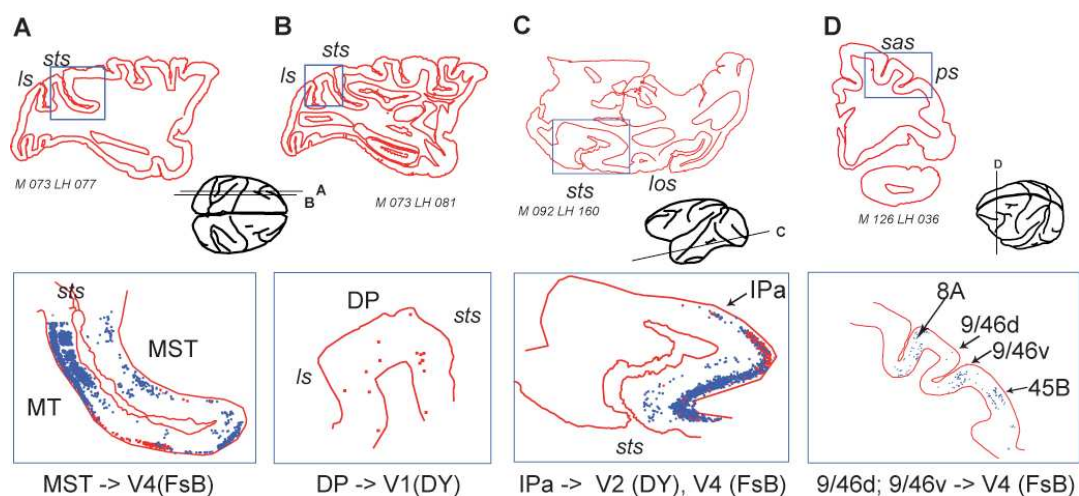 A
sts
ls
M 073 LH 077
A
B
sts
MST
MT
MST -> V4(FsB)
B
sts
ls
M 073 LH 081
DP
sts
ls
DP -> V1(DY)
C
sts
los
M 092 LH 160
C
IPa
sts
IPa -> V2 (DY), V4 (FsB)
D
sas
ps
M 126 LH 036
D
8A
9/46d
9/46v
45B
9/46d; 9/46v -> V4 (FsB)